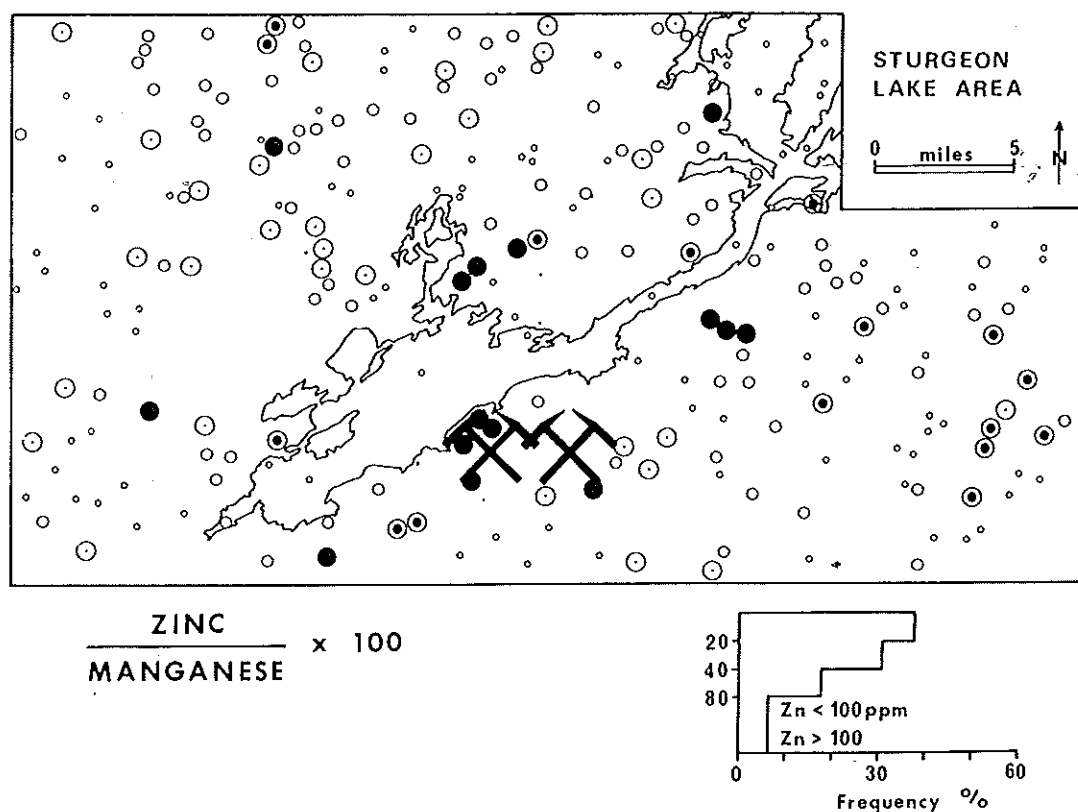 STURGEON
LAKE AREA
0 miles 5
N
ZINC
MANGANESE
x 100
20
40
80
Zn < 100 ppm
Zn > 100
0 30 60
Frequency %